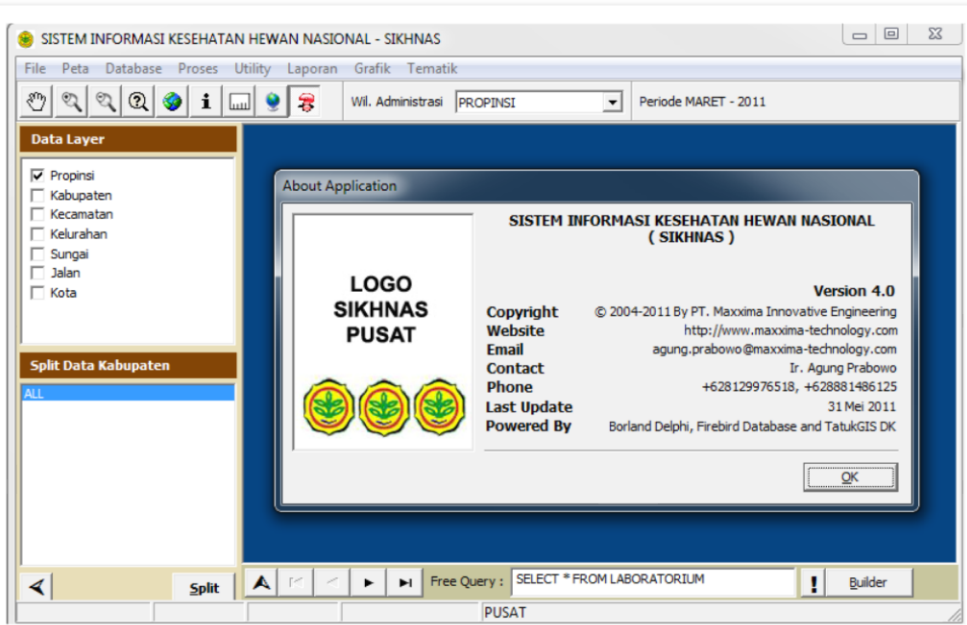 SISTEM INFORMASI KESEHATAN HEWAN NASIONAL - SIKHNAS
File Peta Database Proses Utility Laporan Grafik Tematik
Wil. Administrasi PROPINSI Periode MARET - 2011
Data Layer
Propinsi
Kabupaten
Kecamatan
Kelurahan
Sungai
Jalan
Kota
Split Data Kabupaten
ALL
Split
About Application
LOGO
SIKHNAS
PUSAT
SISTEM INFORMASI KESEHATAN HEWAN NASIONAL
( SIKHNAS )
Version 4.0
Copyright © 2004-2011 By PT. Maxxima Innovative Engineering
Website http://www.maxxima-technology.com
Email agung.prabowo@maxxima-technology.com
Contact Ir. Agung Prabowo
Phone +628129976518, +628881486125
Last Update 31 Mei 2011
Powered By Borland Delphi, Firebird Database and TatukGIS DK
OK
Free Query : SELECT * FROM LABORATORIUM ! Builder
PUSAT